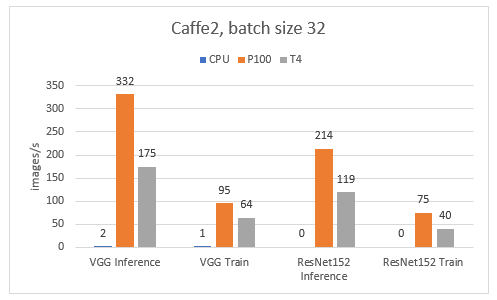 Caffe2, batch size 32
CPU P100 T4
images/s
350
300
250
200
150
100
50
0
2 332 175
1 95 64
0 214 119
0 75 40
VGG Inference VGG Train ResNet152 Inference ResNet152 Train